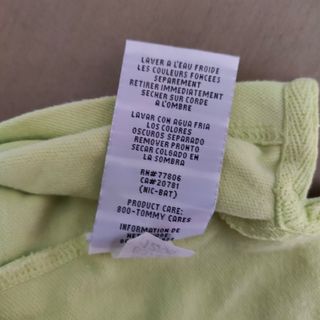 LAVER A L'EAU FROIDE
LES COULEURS FONCEES
SEPAREMENT
RETIRER IMMEDIATEMENT
SECHER SUR CORDE
A L'OMBRE
LAVAR CON AGUA FRIA
LOS COLORES
OSCUROS SEPARADO
REMOVER PRONTO
SECAR COLGADO EN
LA SOMBRA
RN#77806
CA#20781
(NIC-BAT)
PRODUCT CARE:
800-TOMMY CARES
INFORMATION DE